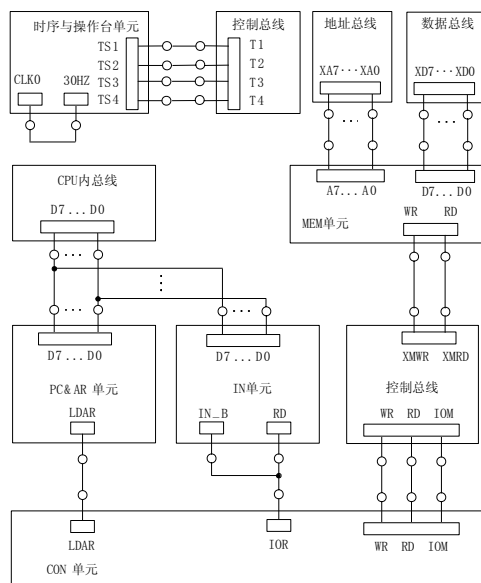 时序与操作台单元
控制总线
地址总线
数据总线
TS1
T1
TS2
T2
XA7···XA0
XD7···XD0
CLK0
30HZ
TS3
T3
TS4
T4
...
...
CPU内总线
A7...A0
D7...D0
WR
RD
D7...D0
MEM单元
...
...
...
...
D7...D0
D7...D0
XMWR
XMRD
PC&AR 单元
IN单元
控制总线
LDAR
IN_B
RD
WR
RD
IOM
LDAR
IOR
WR
RD
IOM
CON 单元